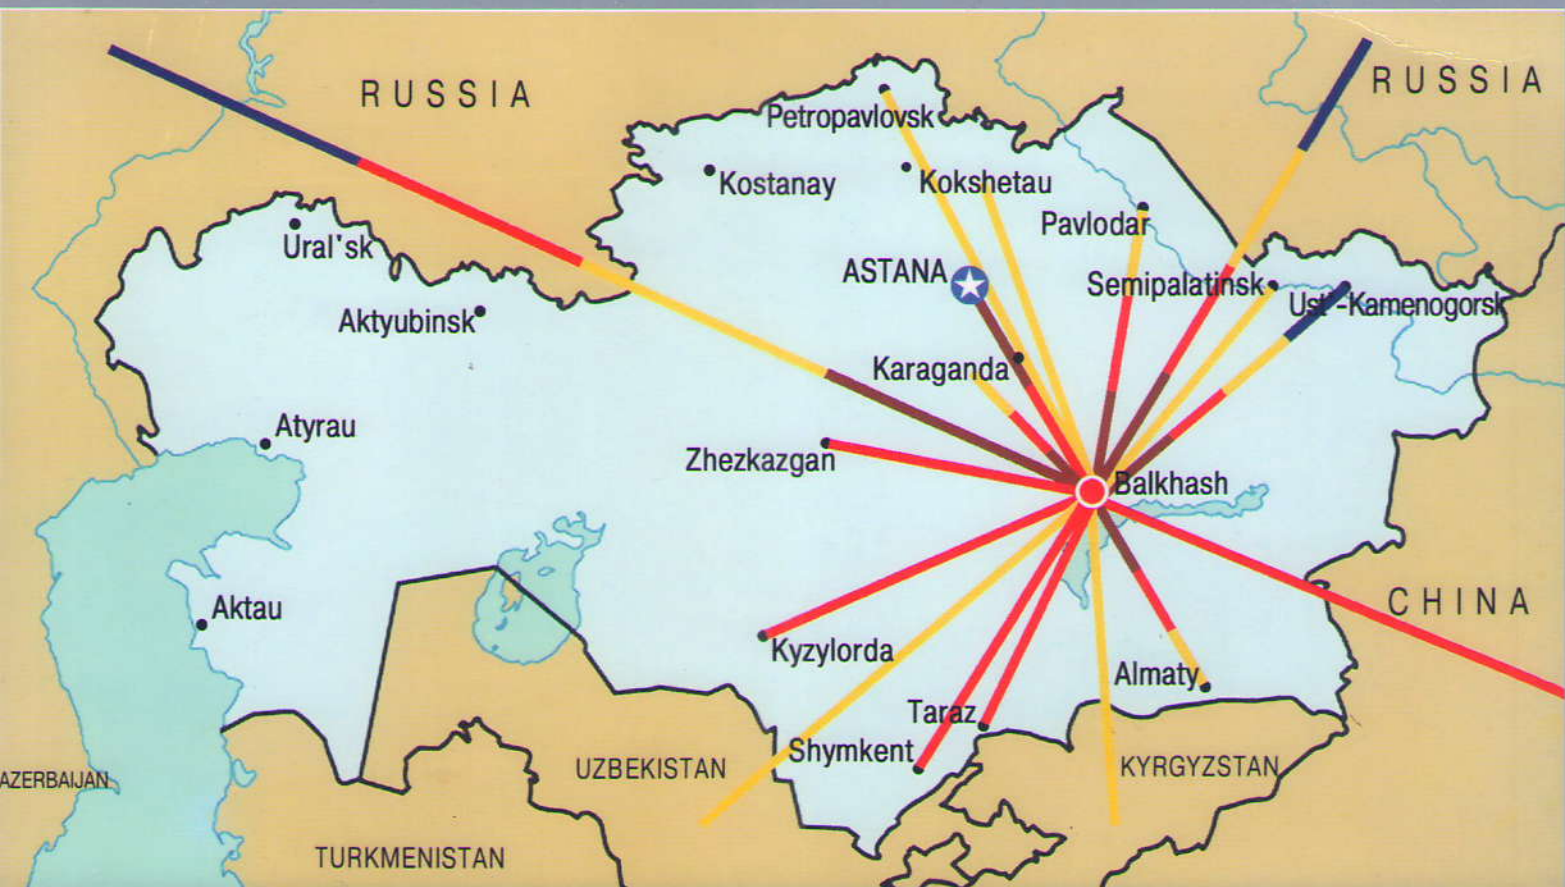 RUSSIA
RUSSIA
Petropavlovsk
Kostanay
Kokshetau
Pavlodar
Ural'sk
ASTANA
Semipalatinsk
Ust'-Kamenogorsk
Aktyubinsk
Karaganda
Atyrau
Zhezkazgan
Balkhash
Aktau
CHINA
Kyzylorda
Almaty
Taraz
Shymkent
UZBEKISTAN
KYRGYZSTAN
AZERBAIJAN
TURKMENISTAN